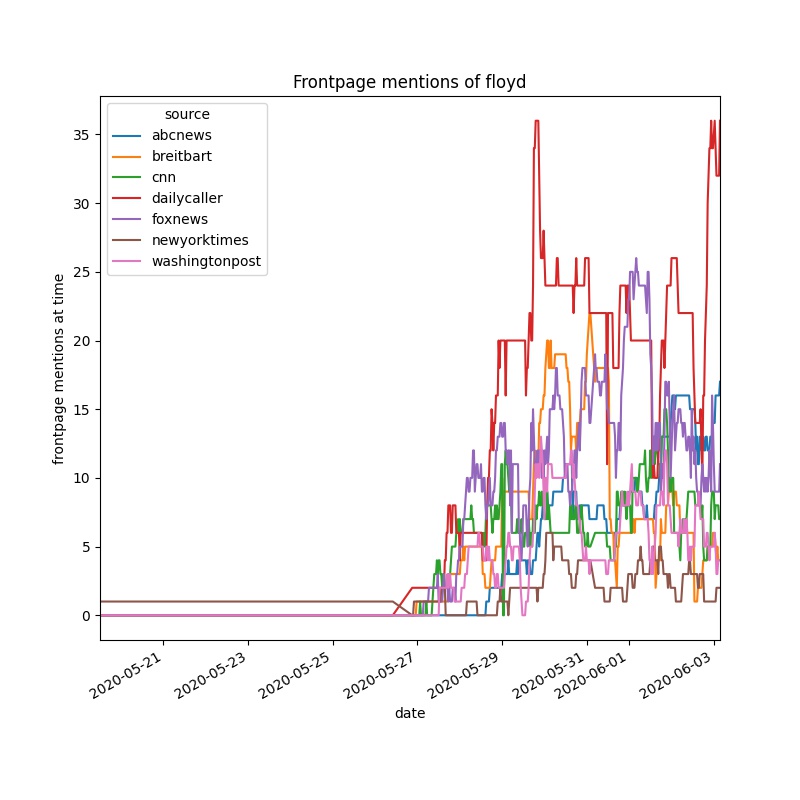 Frontpage mentions of floyd
source
abcnews
breitbart
cnn
dailycaller
foxnews
newyorktimes
washingtonpost
frontpage mentions at time
35
30
25
20
15
10
5
0
2020-05-21
2020-05-23
2020-05-25
2020-05-27
2020-05-29
2020-05-31
2020-06-01
2020-06-03
date